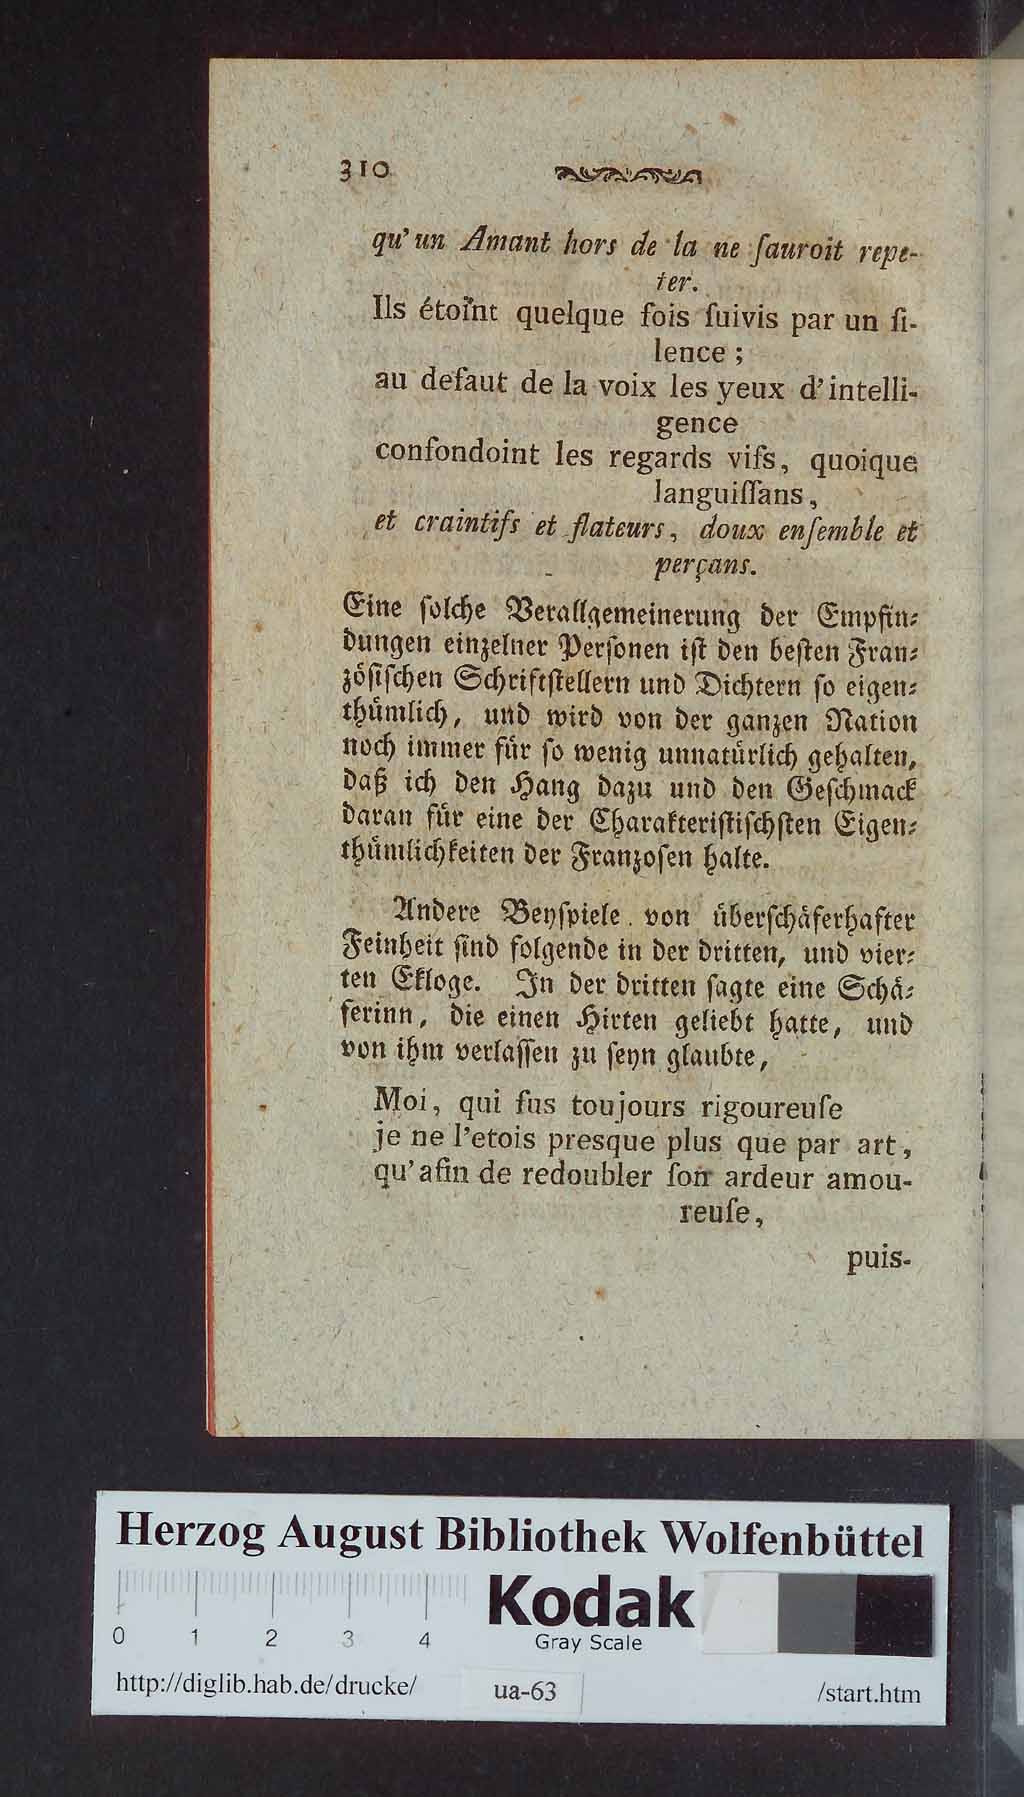 310
qu'un Amant hors de la ne ſauroit repe-
ter.
Ils étoint quelque fois ſuivis par un ſi-
lence ;
au defaut de la voix les yeux d'intelli-
gence
confondoint les regards vifs, quoique
languiſſans,
et craintifs et flateurs, doux enſemble et
perçans.
Eine ſolche Verallgemeinerung der Empfin⸗
dungen einzelner Perſonen iſt den beſten Fran⸗
zöſiſchen Schriftſtellern und Dichtern ſo eigen⸗
thümlich, und wird von der ganzen Nation
noch immer für ſo wenig unnatürlich gehalten,
daß ich den Hang dazu und den Geſchmack
daran für eine der Charakteriſtiſchſten Eigen⸗
thümlichkeiten der Franzoſen halte.
Andere Beyſpiele von überſchäferhafter
Feinheit ſind folgende in der dritten, und vier⸗
ten Ekloge. In der dritten ſagte eine Schä⸗
ferinn, die einen Hirten geliebt hatte, und
von ihm verlaſſen zu ſeyn glaubte,
Moi, qui fus toujours rigoureuſe
je ne l'etois presque plus que par art,
qu'afin de redoubler ſon ardeur amou-
reuſe,
puis-
Herzog August Bibliothek Wolfenbüttel
Kodak
Gray Scale
0 1 2 3 4
http://diglib.hab.de/drucke/ ua-63 /start.htm